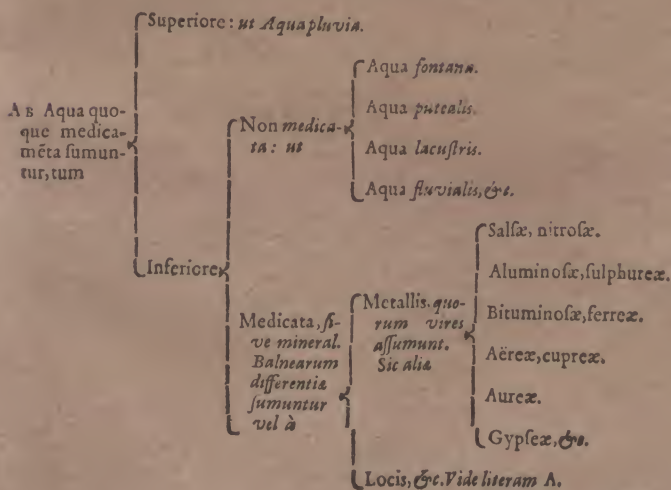 Superiore: ut Aqua pluvia.
AB Aqua quo-
que medica-
mēta ſumun-
tur, tum
Inferiore
Non medica-
ta: ut
Aqua fontana.
Aqua putealis.
Aqua lacuſtris.
Aqua fluvialis, &c.
Medicata, ſi-
ve mineral.
Balnearum
differentiæ
ſumuntur
vel à
Metallis. quo-
rum vires
aſſumunt.
Sic aliæ
Salſæ, nitroſæ.
Aluminoſæ, ſulphureæ.
Bituminoſæ, ferreæ.
Aëreæ, cupreæ.
Aureæ.
Gypſeæ, &c.
Locis, &c. Vide literam A.